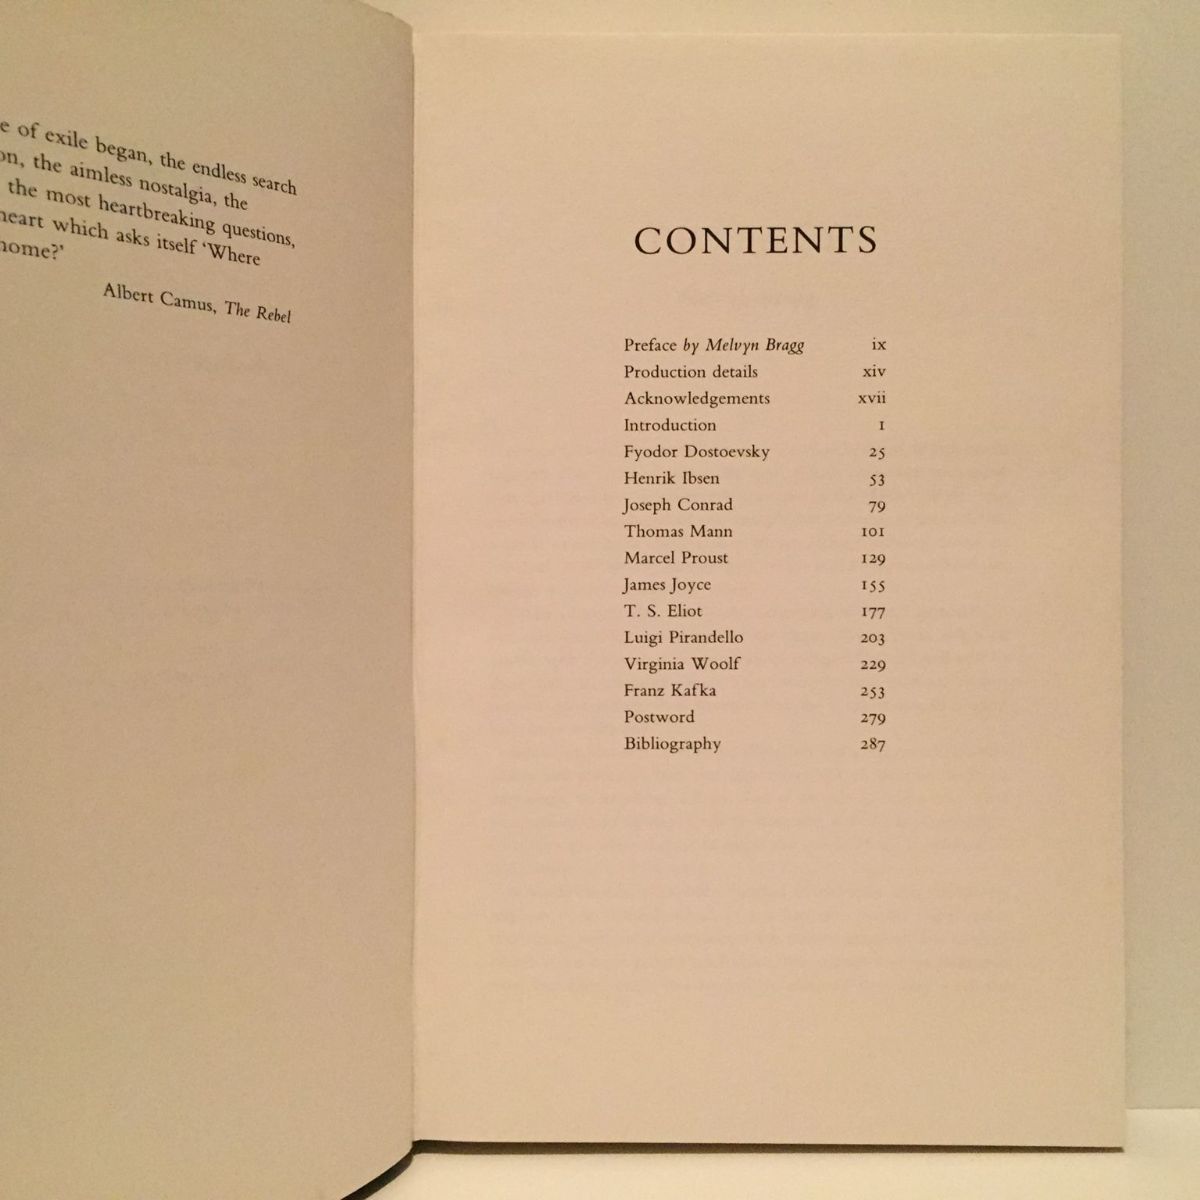 e of exile began, the endless search
on, the aimless nostalgia, the
the most heartbreaking questions,
heart which asks itself ‘Where
home?’
Albert Camus, The Rebel
CONTENTS
Preface by Melvyn Bragg ix
Production details xiv
Acknowledgements xvii
Introduction 1
Fyodor Dostoevsky 25
Henrik Ibsen 53
Joseph Conrad 79
Thomas Mann 101
Marcel Proust 129
James Joyce 155
T. S. Eliot 177
Luigi Pirandello 203
Virginia Woolf 229
Franz Kafka 253
Postword 279
Bibliography 287